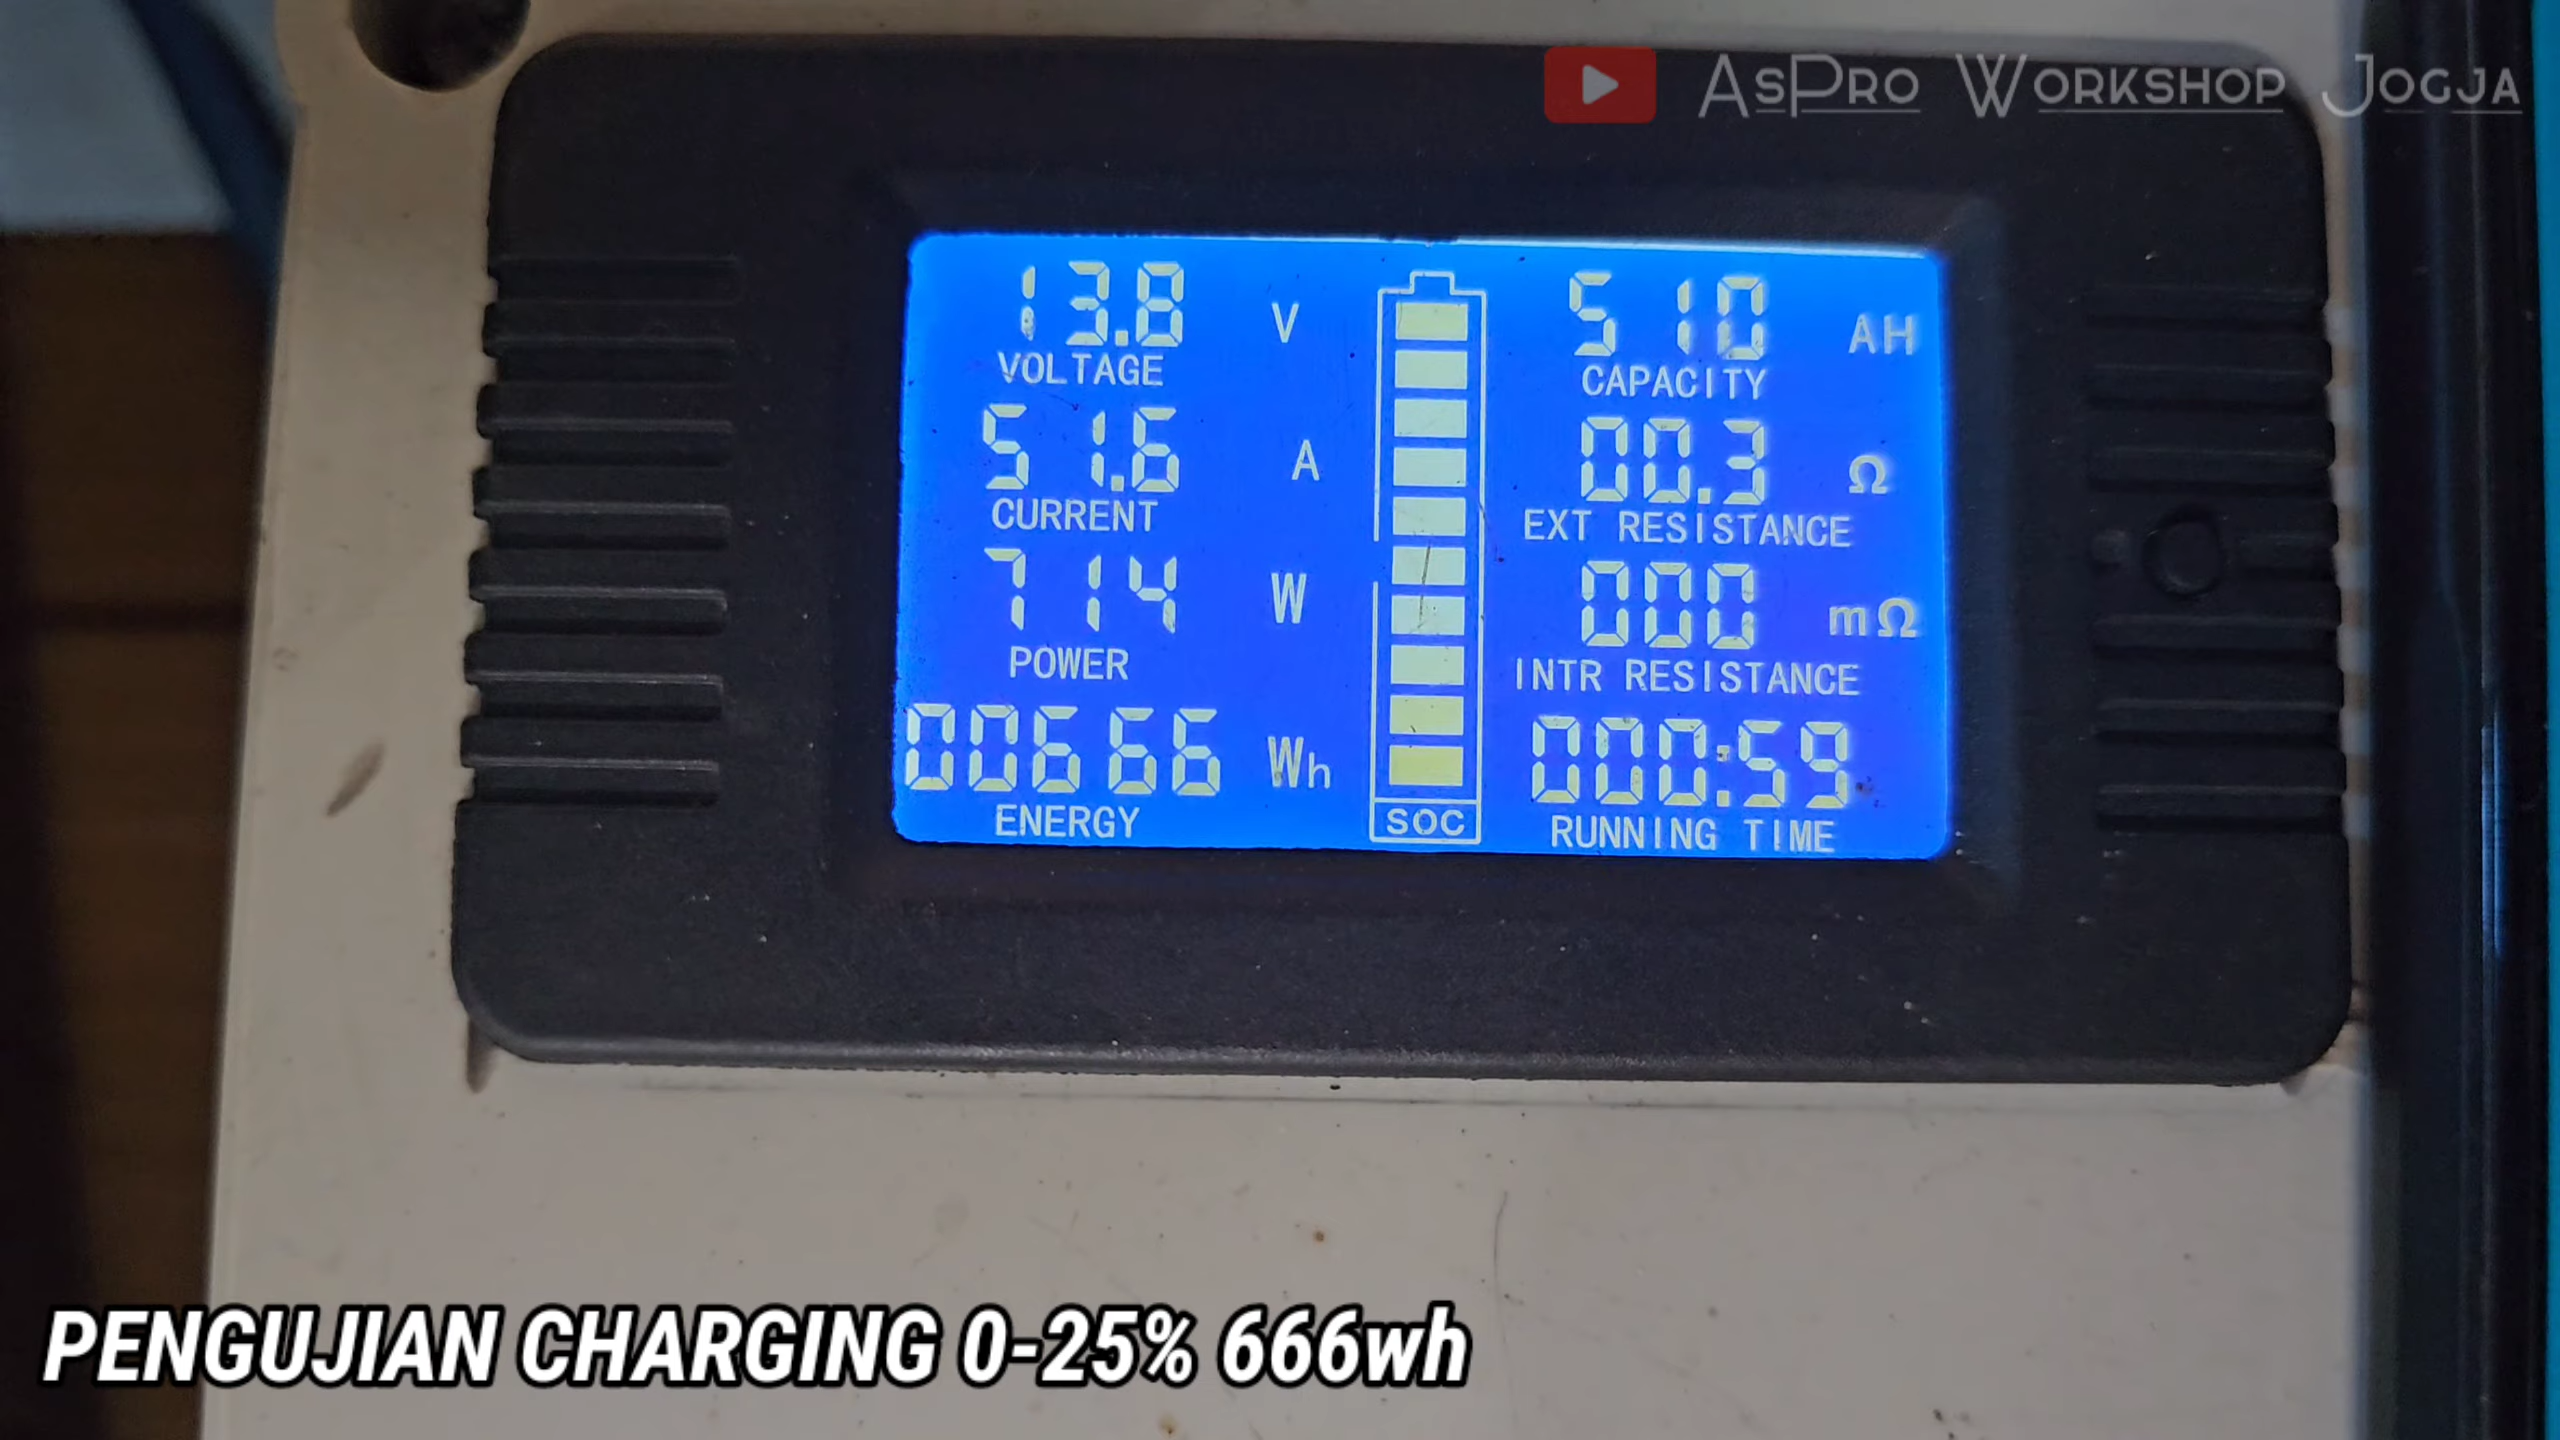 AsPro Workshop Jogja
13.8 V
VOLTAGE
51.6 A
CURRENT
714 W
POWER
00666 Wh
ENERGY
SOC
510 AH
CAPACITY
00.3 Ω
EXT RESISTANCE
000 mΩ
INTR RESISTANCE
000:59
RUNNING TIME
PENGUJIAN CHARGING 0-25% 666wh